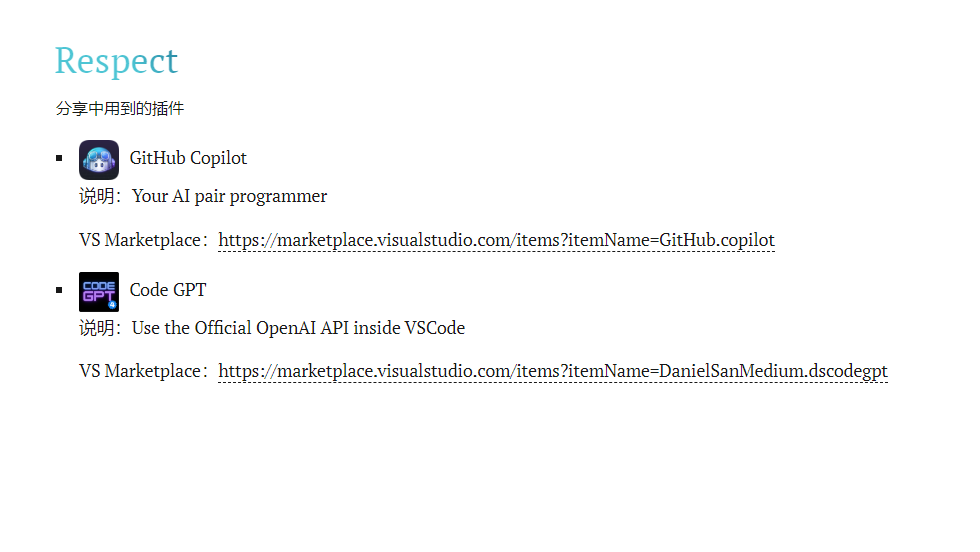 Respect
分享中用到的插件
GitHub Copilot
说明：Your AI pair programmer
VS Marketplace：https://marketplace.visualstudio.com/items?itemName=GitHub.copilot
CODE
GPT
4
Code GPT
说明：Use the Official OpenAI API inside VSCode
VS Marketplace：https://marketplace.visualstudio.com/items?itemName=DanielSanMedium.dscodegpt